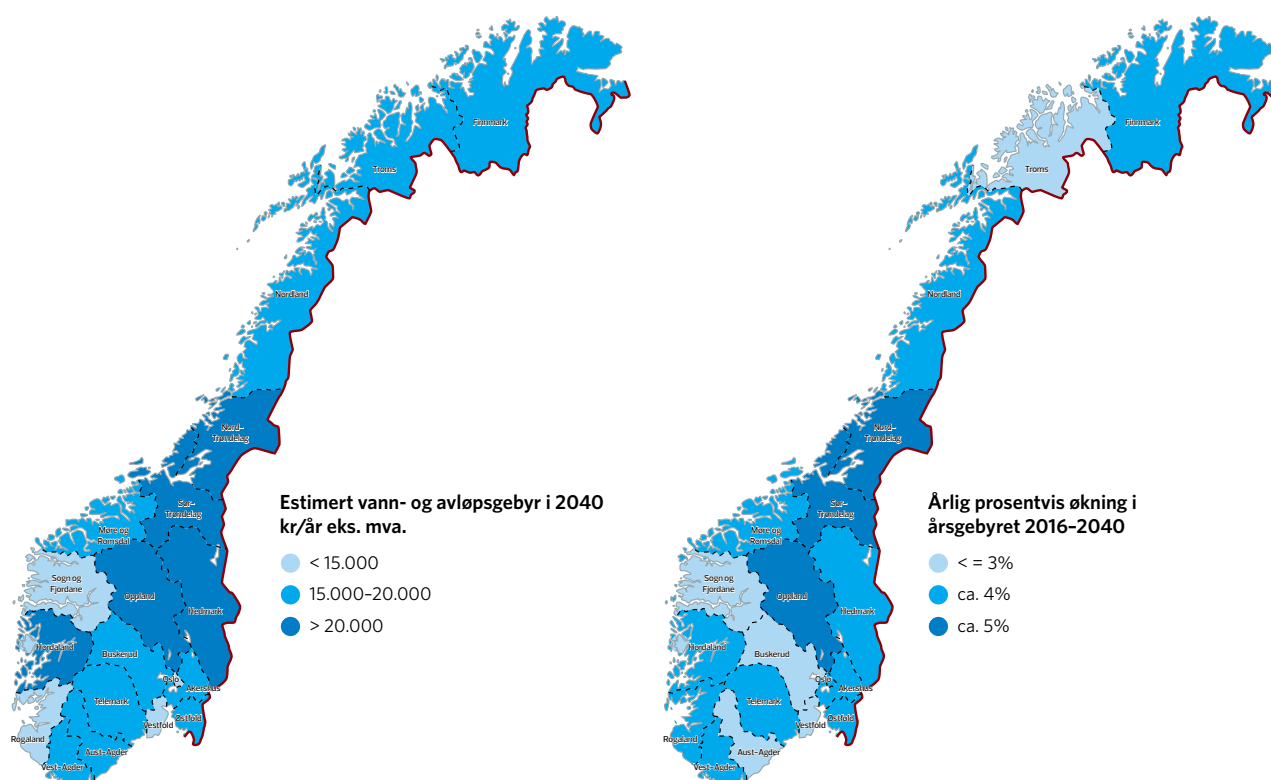 Finnmark
Troms
Nordland
Nord-
Trøndelag
Sør-
Trøndelag
Møre og
Romsdal
Sogn og
Fjordane
Oppland
Hedmark
Hordaland
Buskerud
Oslo
Akershus
Telemark
Østfold
Vestfold
Rogaland
Aust-Agder
Vest-Agder
Estimert vann- og avløpsgebyr i 2040
kr/år eks. mva.
< 15.000
15.000–20.000
> 20.000
Finnmark
Troms
Nordland
Nord-
Trøndelag
Sør-
Trøndelag
Møre og
Romsdal
Sogn og
Fjordane
Oppland
Hedmark
Hordaland
Buskerud
Oslo
Akershus
Telemark
Østfold
Vestfold
Rogaland
Aust-Agder
Vest-Agder
Årlig prosentvis økning i
årsgebyret 2016–2040
< = 3%
ca. 4%
ca. 5%